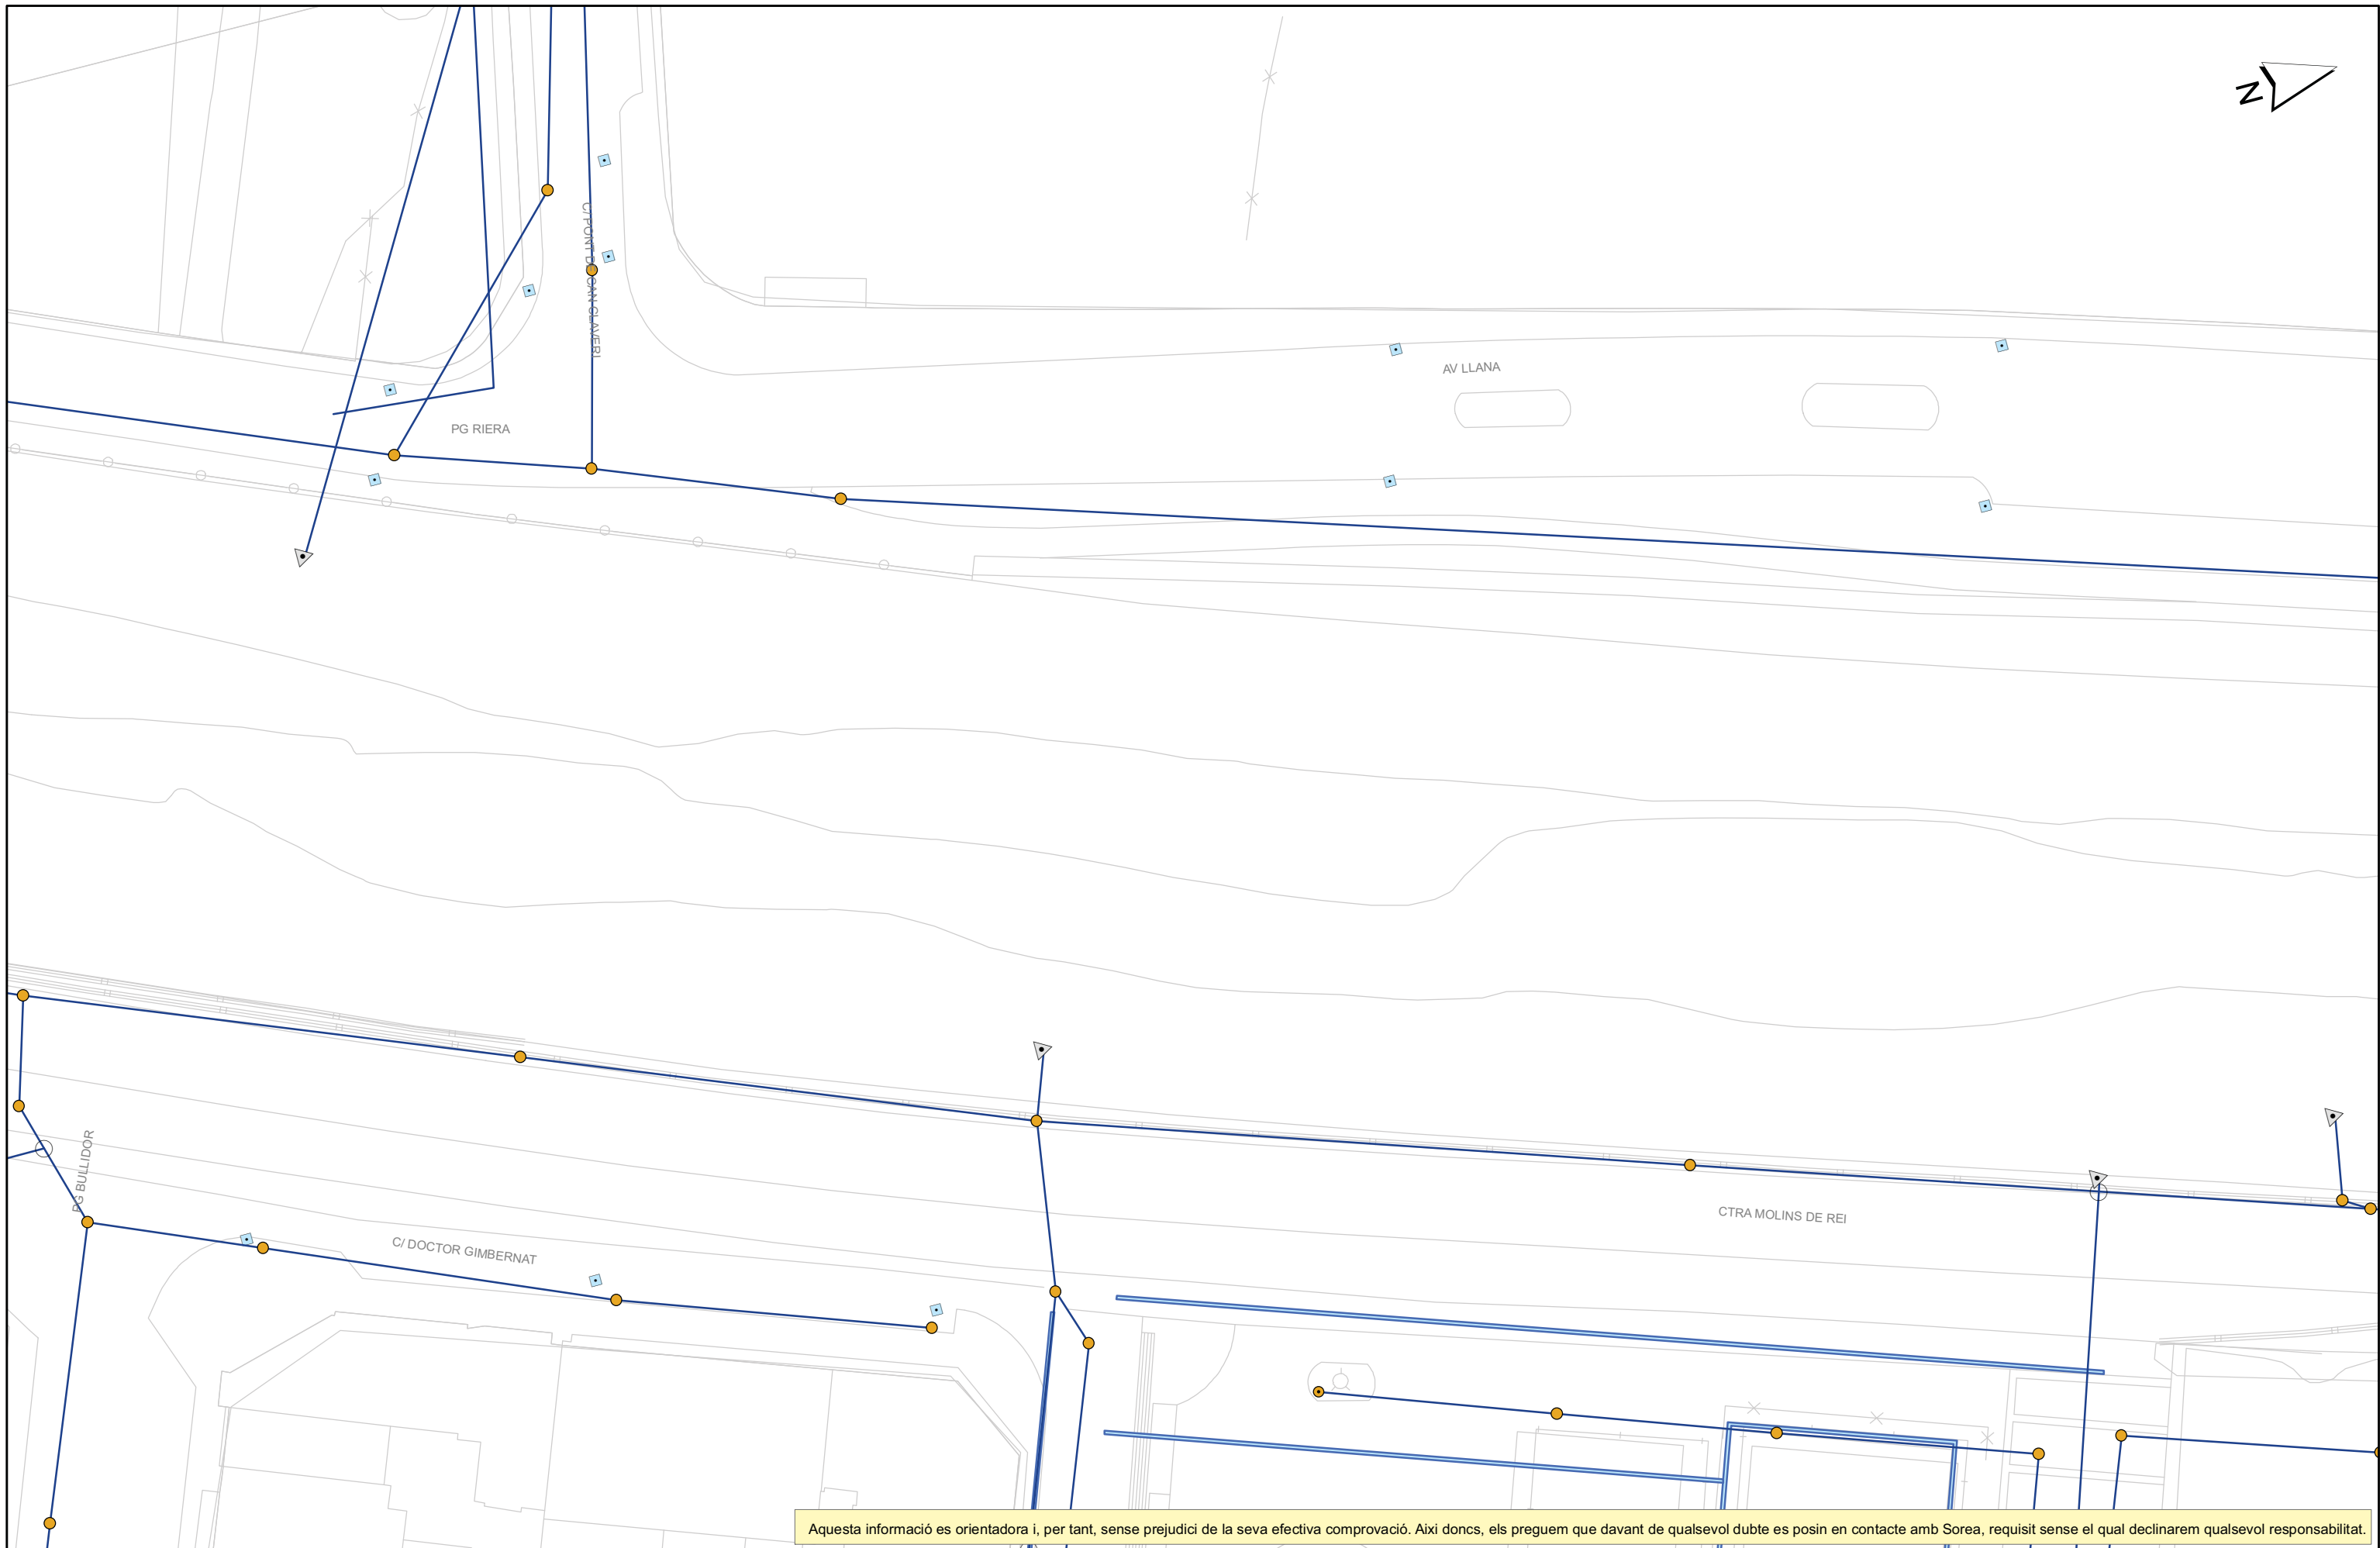 N
C/ PONT DE CAN CLAVERI
AV LLANA
PG RIERA
PG BULLIDOR
C/ DOCTOR GIMBERNAT
CTRA MOLINS DE REI
Aquesta informació es orientadora i, per tant, sense prejudici de la seva efectiva comprovació. Aixi doncs, els preguem que davant de qualsevol dubte es posin en contacte amb Sorea, requisit sense el qual declinarem qualsevol responsabilitat.